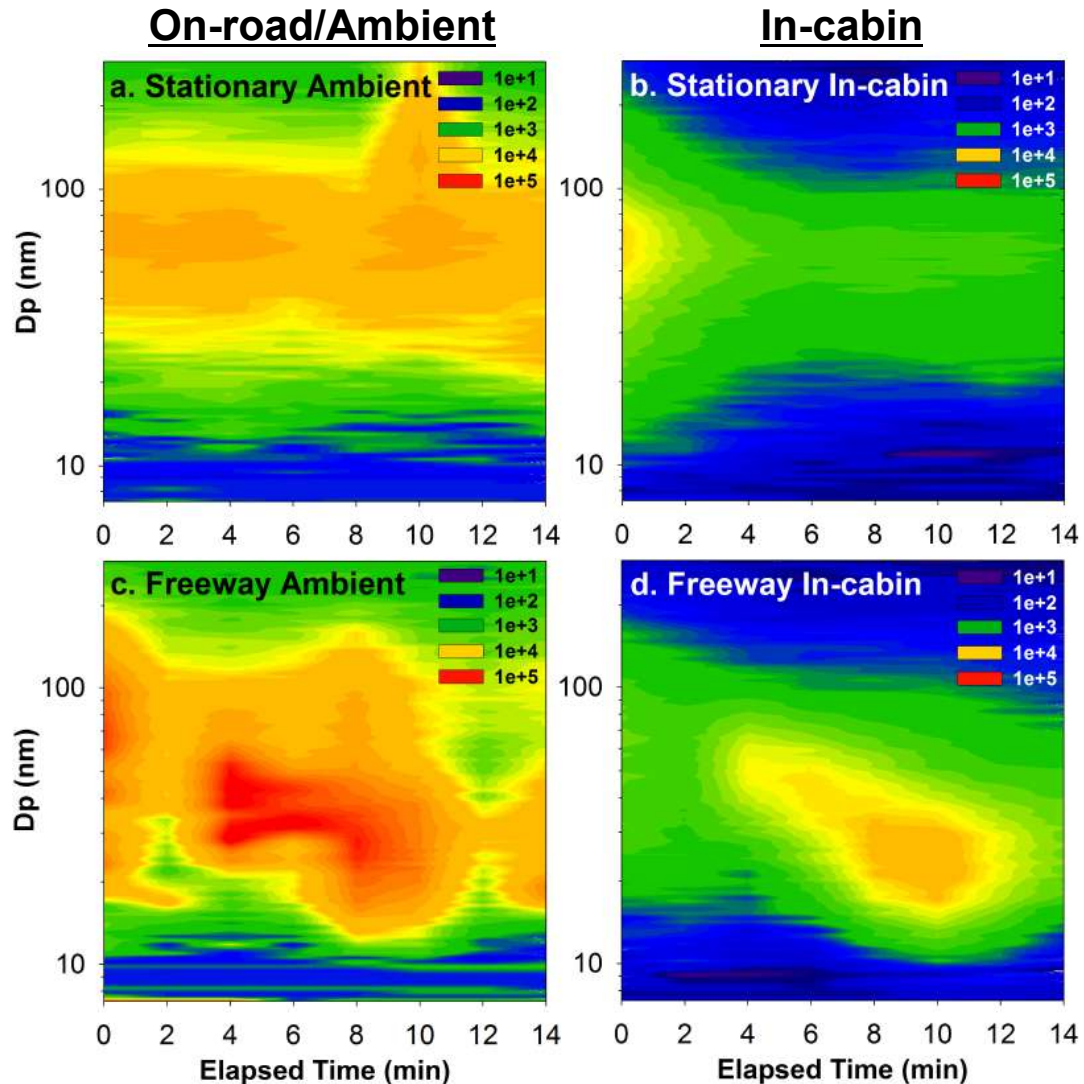 On-road/Ambient
In-cabin
a. Stationary Ambient
1e+1
1e+2
1e+3
1e+4
1e+5
b. Stationary In-cabin
1e+1
1e+2
1e+3
1e+4
1e+5
Dp (nm)
100
10
0 2 4 6 8 10 12 14
100
10
0 2 4 6 8 10 12 14
c. Freeway Ambient
1e+1
1e+2
1e+3
1e+4
1e+5
d. Freeway In-cabin
1e+1
1e+2
1e+3
1e+4
1e+5
Dp (nm)
100
10
0 2 4 6 8 10 12 14
Elapsed Time (min)
100
10
0 2 4 6 8 10 12 14
Elapsed Time (min)